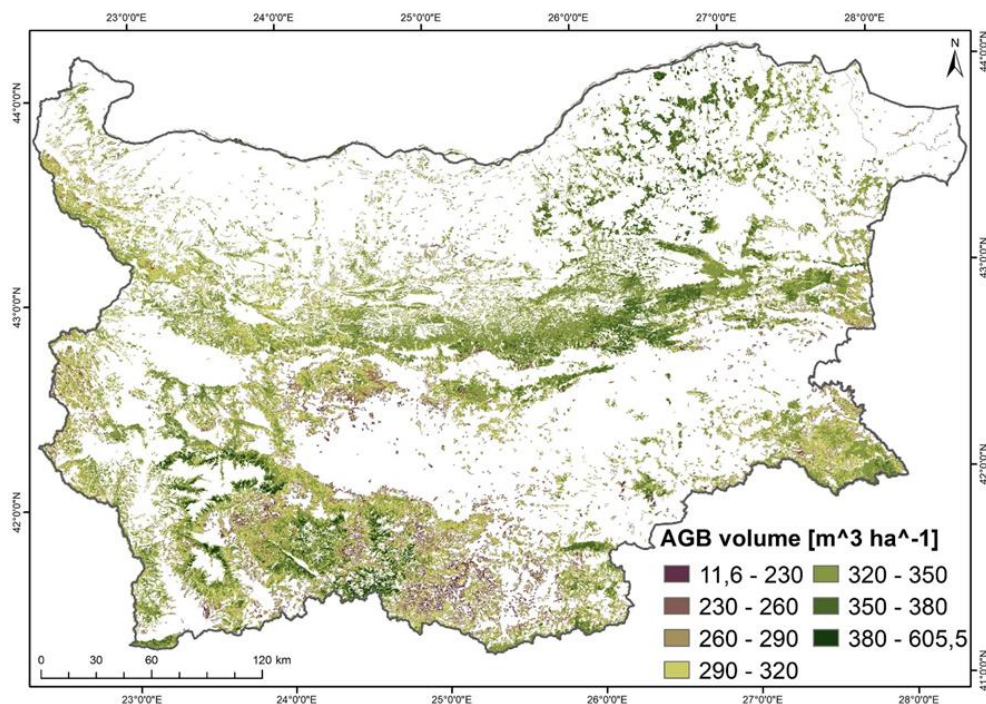 23°0'0"E 24°0'0"E 25°0'0"E 26°0'0"E 27°0'0"E 28°0'0"E
N
44°0'0"N 44°0'0"N
43°0'0"N 43°0'0"N
42°0'0"N 42°0'0"N
41°0'0"N
AGB volume [m^3 ha^-1]
11,6 - 230 320 - 350
230 - 260 350 - 380
260 - 290 380 - 605,5
290 - 320
0 30 60 120 km
23°0'0"E 24°0'0"E 25°0'0"E 26°0'0"E 27°0'0"E 28°0'0"E